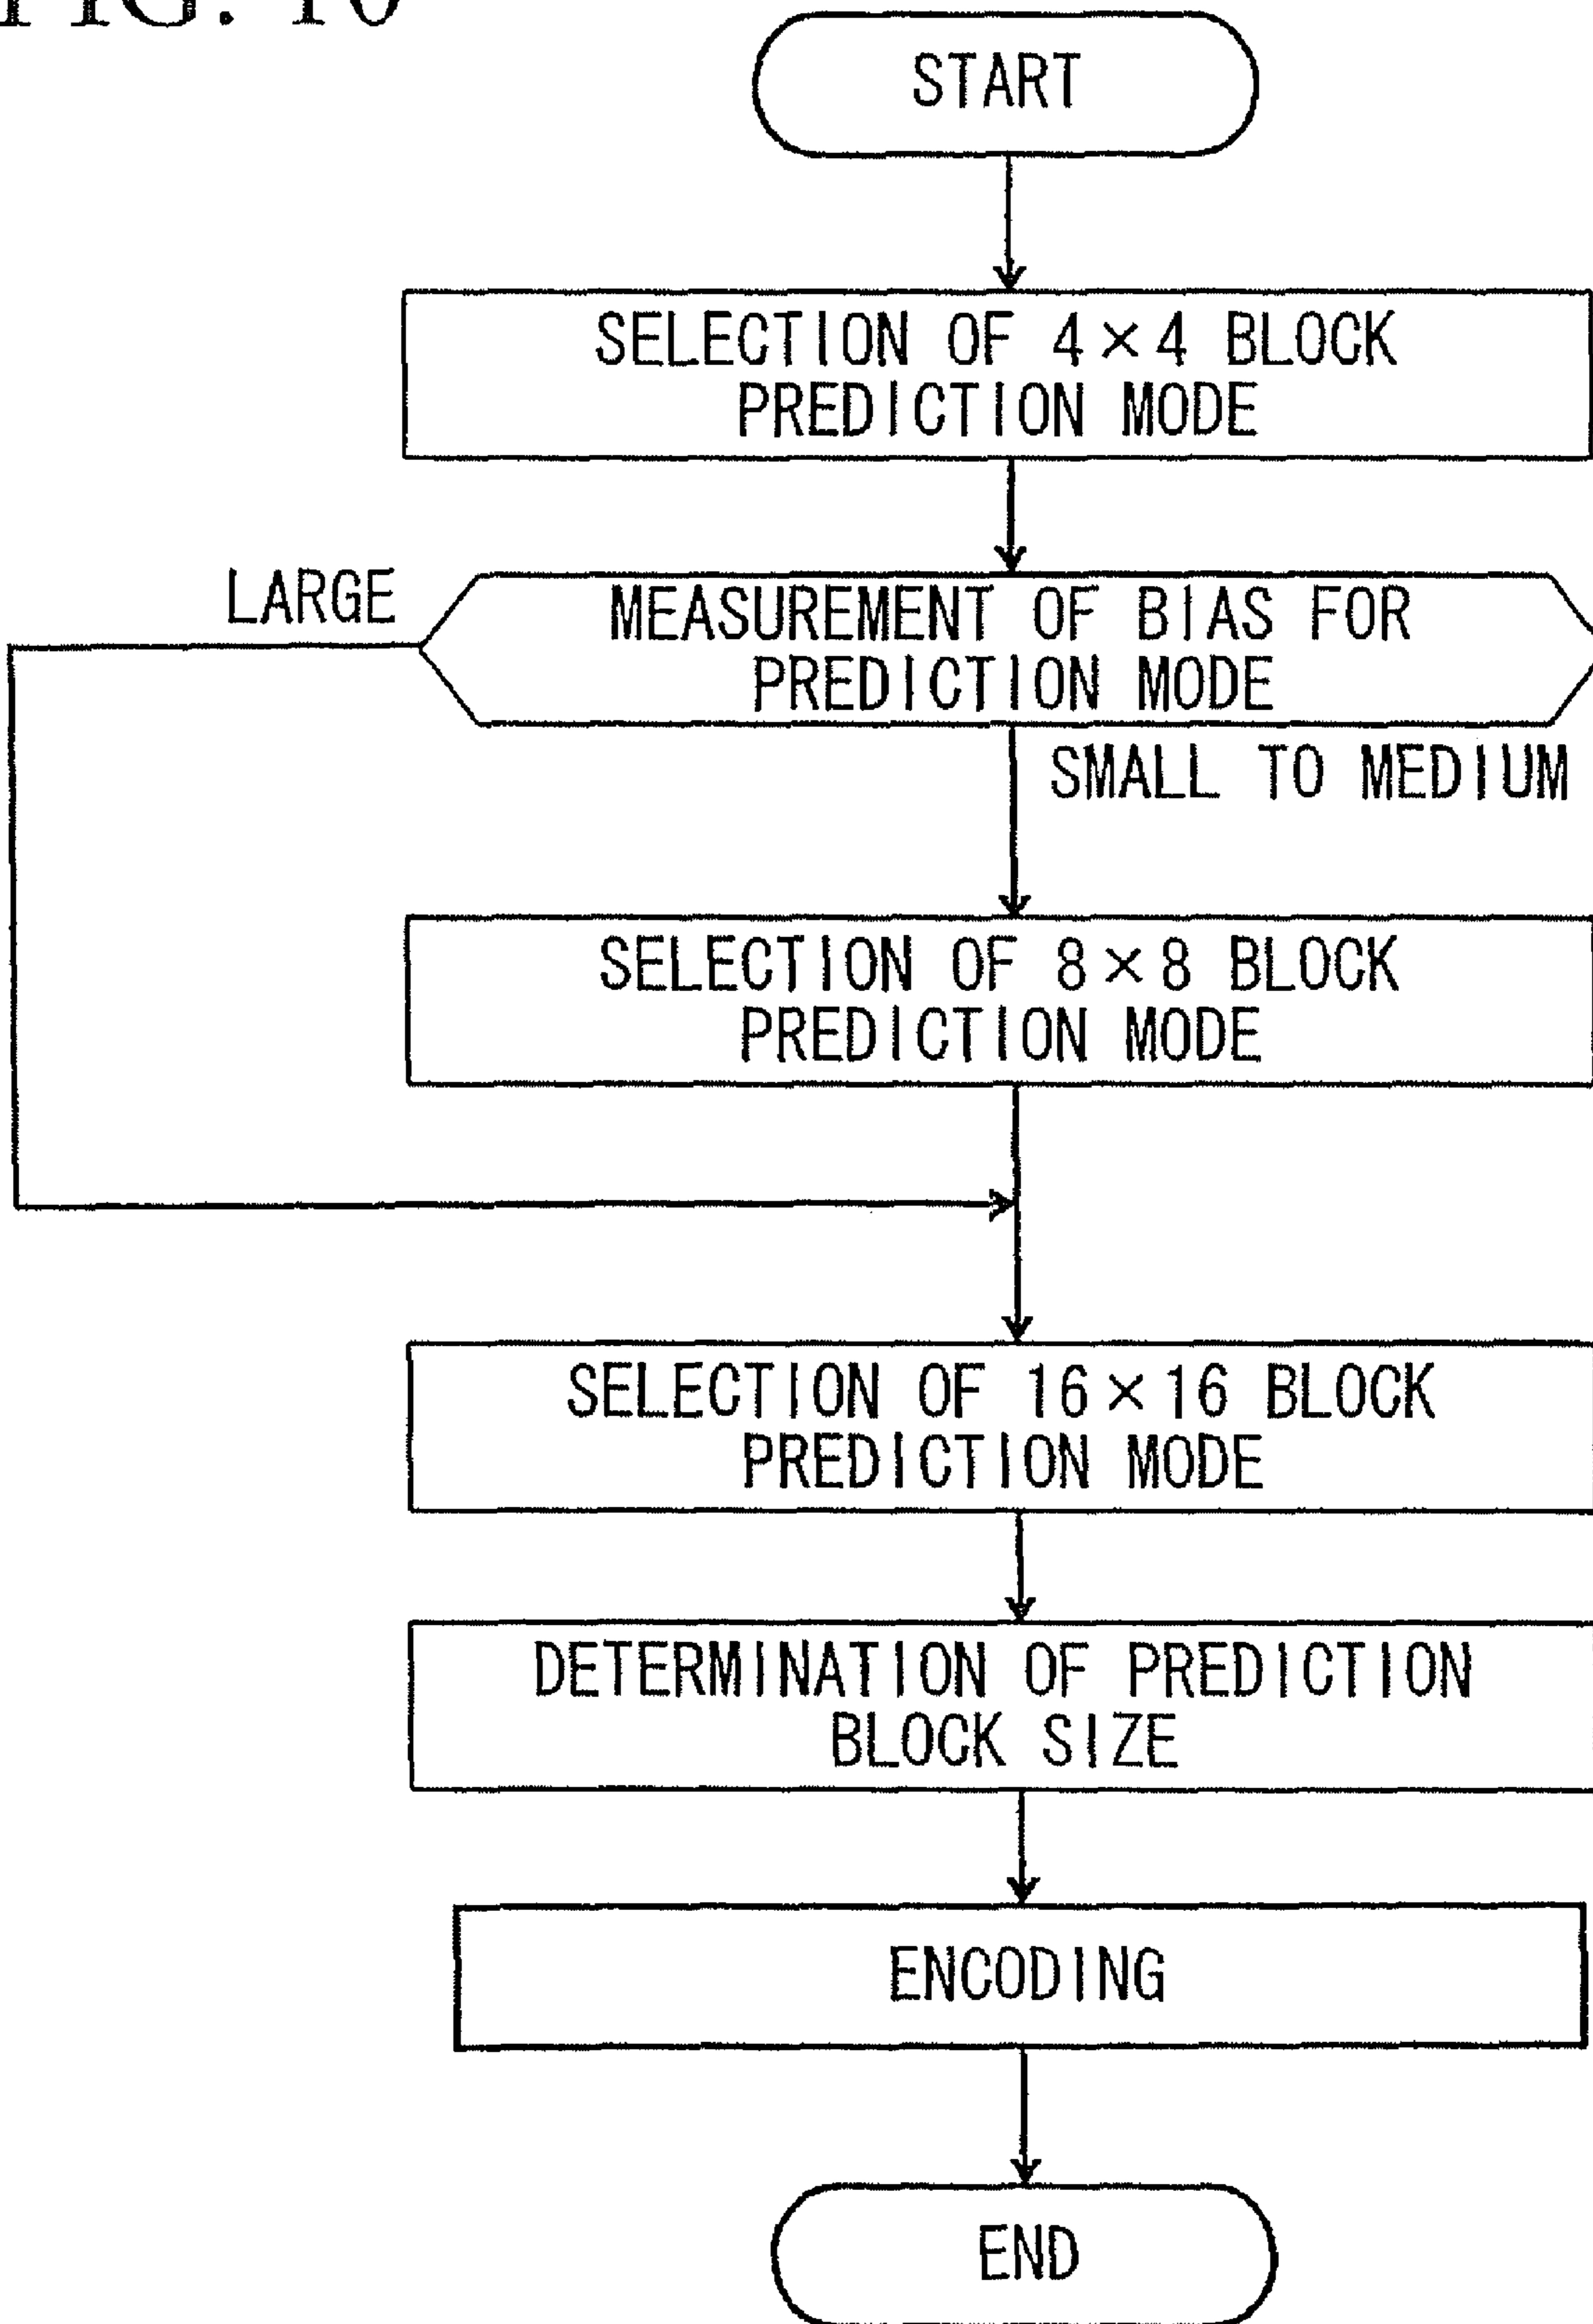 FIG. 10
START
SELECTION OF 4×4 BLOCK
PREDICTION MODE
LARGE
MEASUREMENT OF BIAS FOR
PREDICTION MODE
SMALL TO MEDIUM
SELECTION OF 8×8 BLOCK
PREDICTION MODE
SELECTION OF 16×16 BLOCK
PREDICTION MODE
DETERMINATION OF PREDICTION
BLOCK SIZE
ENCODING
END